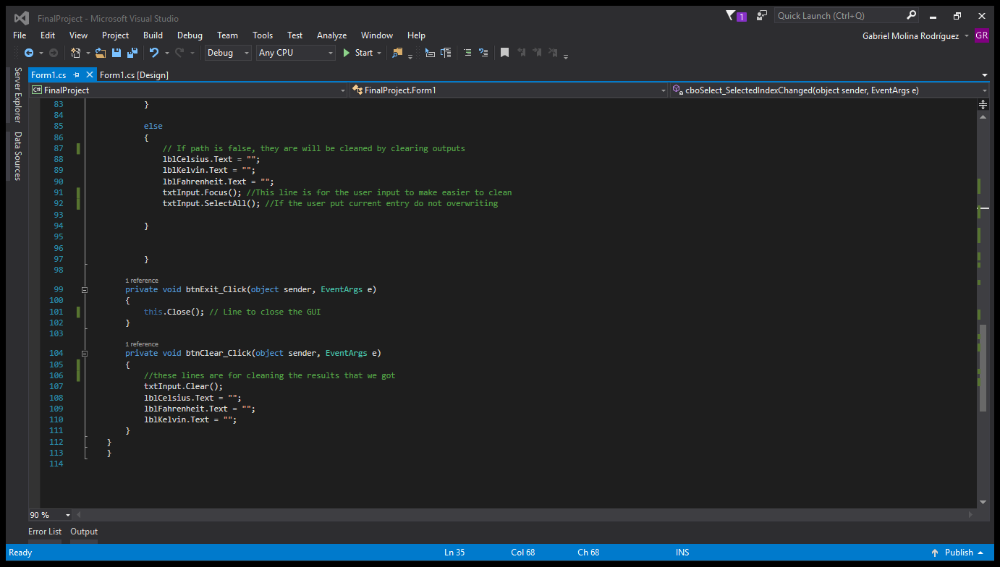 FinalProject - Microsoft Visual Studio
1
Quick Launch (Ctrl+Q)
File Edit View Project Build Debug Team Tools Test Analyze Window Help
Gabriel Molina Rodríguez GR
Debug Any CPU Start
Server Explorer
Data Sources
Form1.cs Form1.cs [Design]
C# FinalProject FinalProject.Form1 cboSelect_SelectedIndexChanged(object sender, EventArgs e)
83 }
84
85 else
86 {
87 // If path is false, they are will be cleaned by clearing outputs
88 lblCelsius.Text = "";
89 lblKelvin.Text = "";
90 lblFahrenheit.Text = "";
91 txtInput.Focus(); //This line is for the user input to make easier to clean
92 txtInput.SelectAll(); //If the user put current entry do not overwriting
93
94 }
95
96
97 }
98
1 reference
99 private void btnExit_Click(object sender, EventArgs e)
100 {
101 this.Close(); // Line to close the GUI
102 }
103
1 reference
104 private void btnClear_Click(object sender, EventArgs e)
105 {
106 //these lines are for cleaning the results that we got
107 txtInput.Clear();
108 lblCelsius.Text = "";
109 lblFahrenheit.Text = "";
110 lblKelvin.Text = "";
111 }
112 }
113 }
114
90 %
Error List Output
Ready Ln 35 Col 68 Ch 68 INS Publish